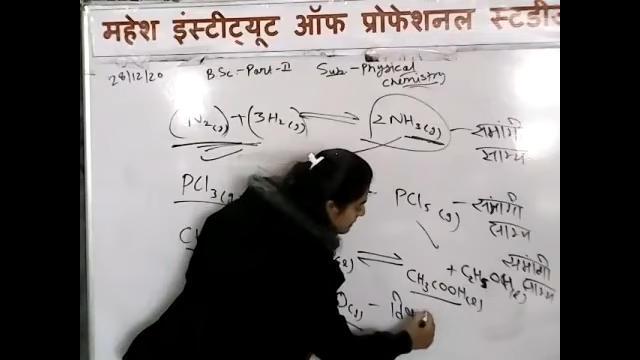 महेश इंस्टीट्यूट ऑफ प्रोफेशनल स्टडीज
28/12/20 BSc-Part-II Sub-Physical chemistry
(N2(g)) + (3H2(g)) ⇌ 2NH3(g) - समांगी साम्य
PCl3(g) - PCl5(g) - समांगी साम्य
⇌ CH3COOH(l) + C2H5OH(l) समांगी साम्य